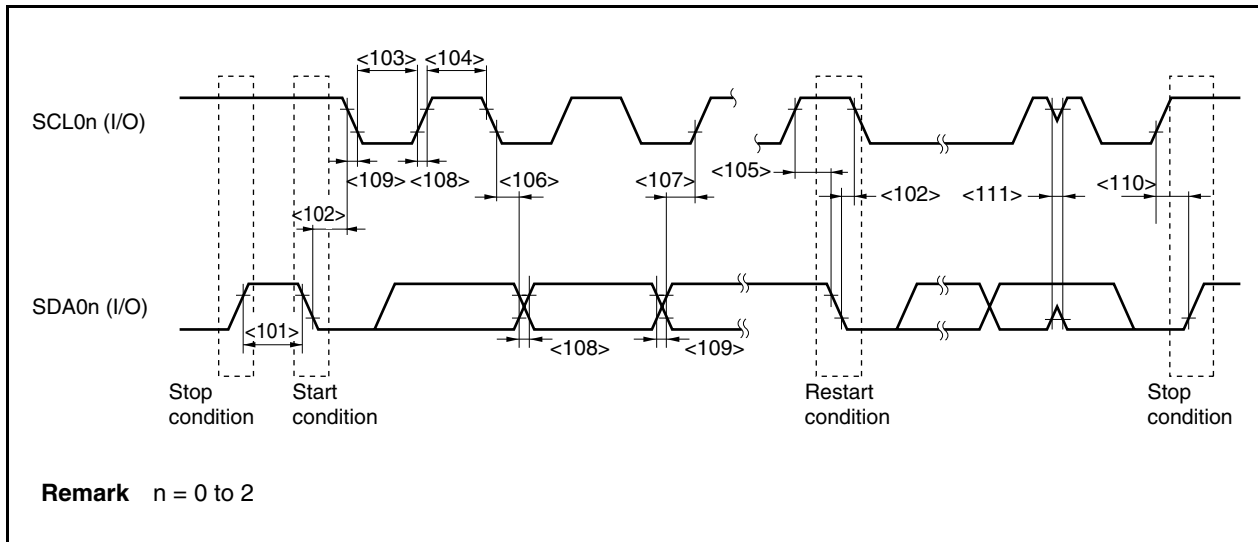 <103> <104>
SCL0n (I/O)
<109> <108> <106> <107> <105> <102> <111> <110>
<102>
SDA0n (I/O)
<101>
<108> <109>
Stop condition
Start condition
Restart condition
Stop condition
Remark n = 0 to 2